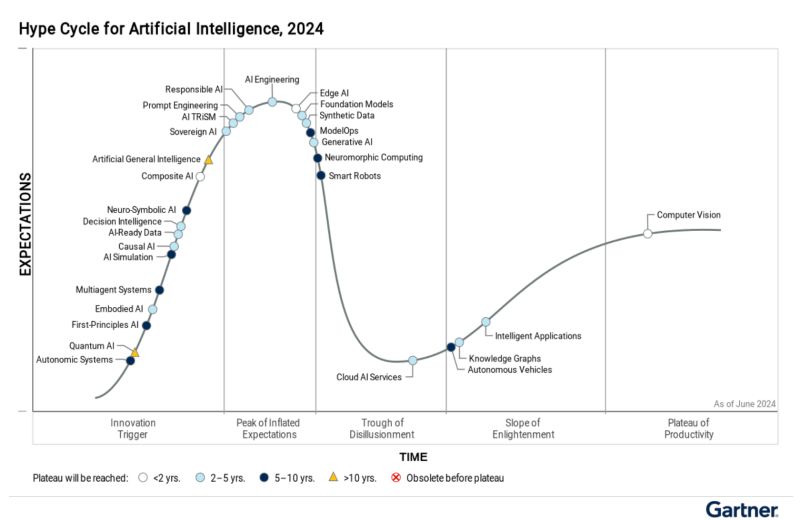 Hype Cycle for Artificial Intelligence, 2024
EXPECTATIONS
AI Engineering
Responsible AI
Edge AI
Prompt Engineering
Foundation Models
AI TRiSM
Synthetic Data
Sovereign AI
ModelOps
Generative AI
Artificial General Intelligence
Neuromorphic Computing
Composite AI
Smart Robots
Neuro-Symbolic AI
Decision Intelligence
AI-Ready Data
Causal AI
AI Simulation
Multiagent Systems
Embodied AI
First-Principles AI
Quantum AI
Autonomic Systems
Computer Vision
Intelligent Applications
Knowledge Graphs
Autonomous Vehicles
Cloud AI Services
As of June 2024
Innovation
Trigger
Peak of Inflated
Expectations
Trough of
Disillusionment
Slope of
Enlightenment
Plateau of
Productivity
TIME
Plateau will be reached: <2 yrs. 2–5 yrs. 5–10 yrs. >10 yrs. Obsolete before plateau
Gartner